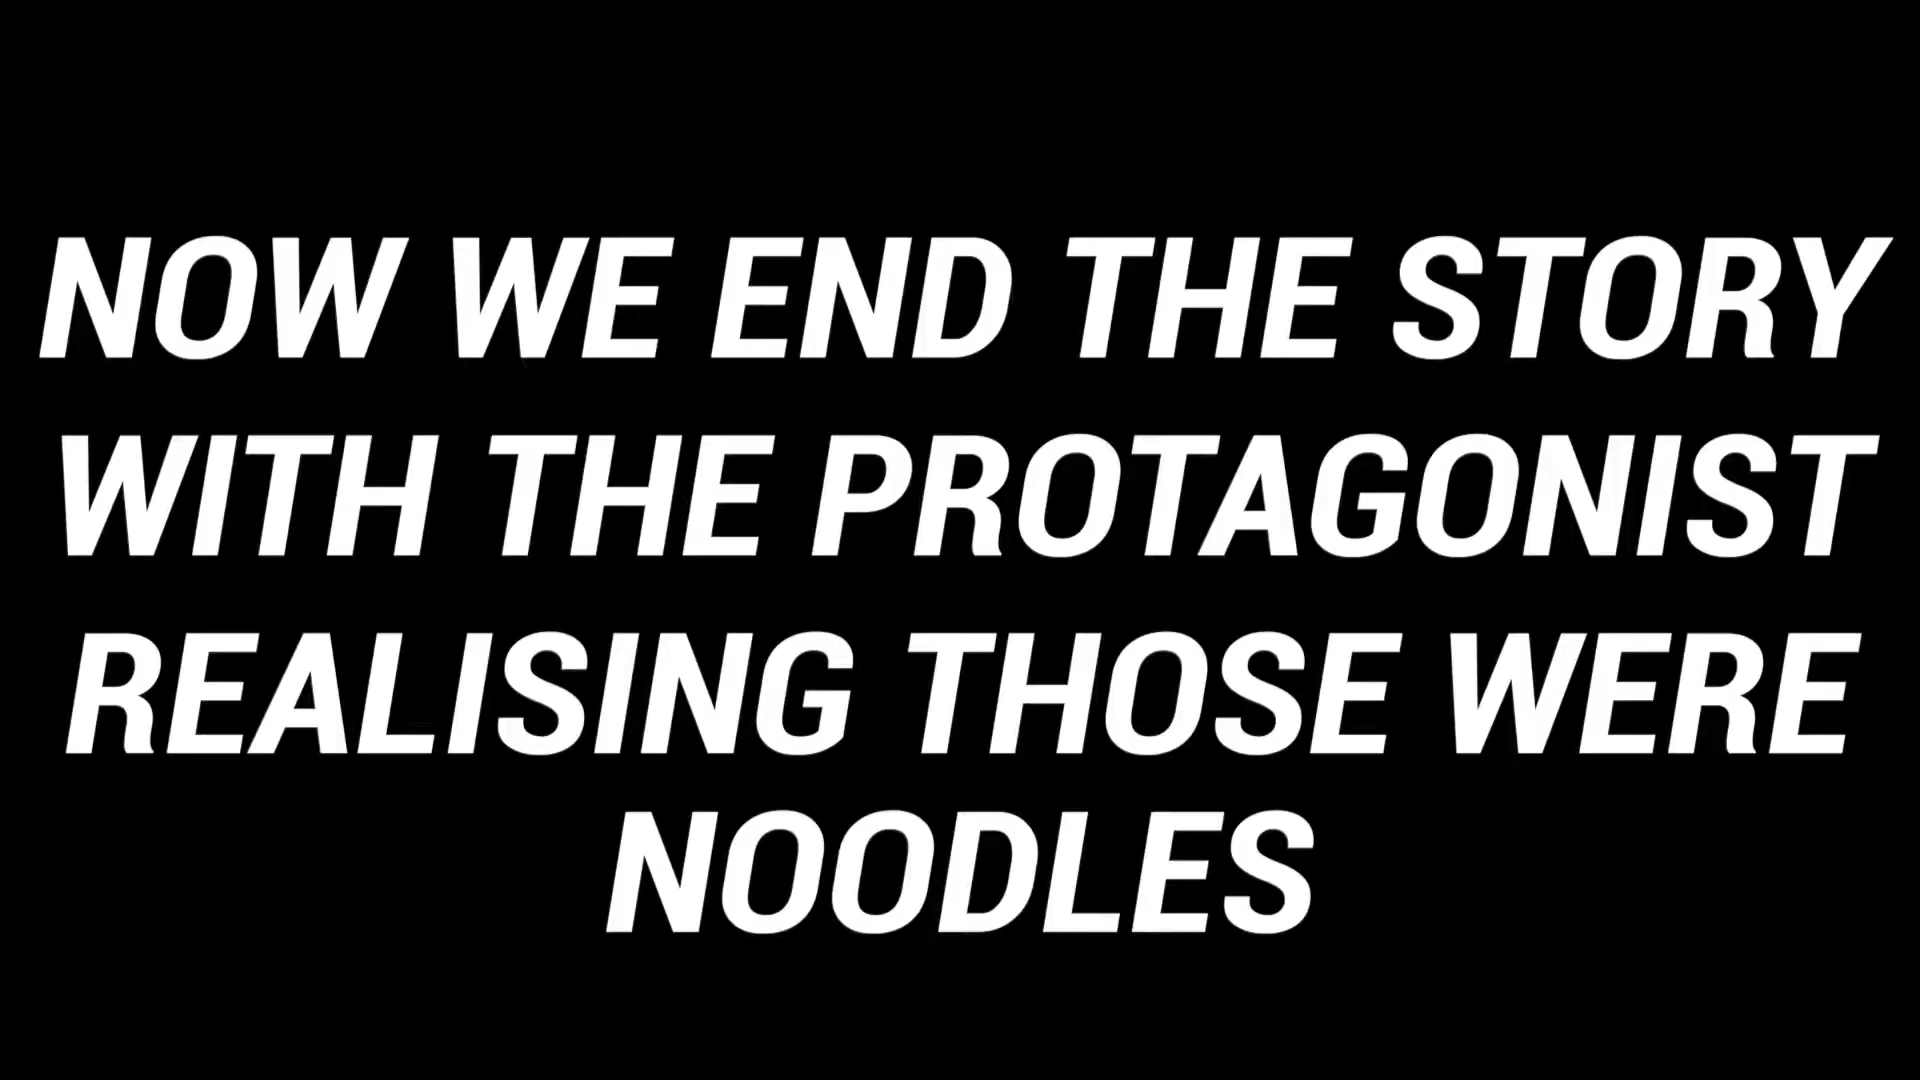 NOW WE END THE STORY
WITH THE PROTAGONIST
REALISING THOSE WERE
NOODLES